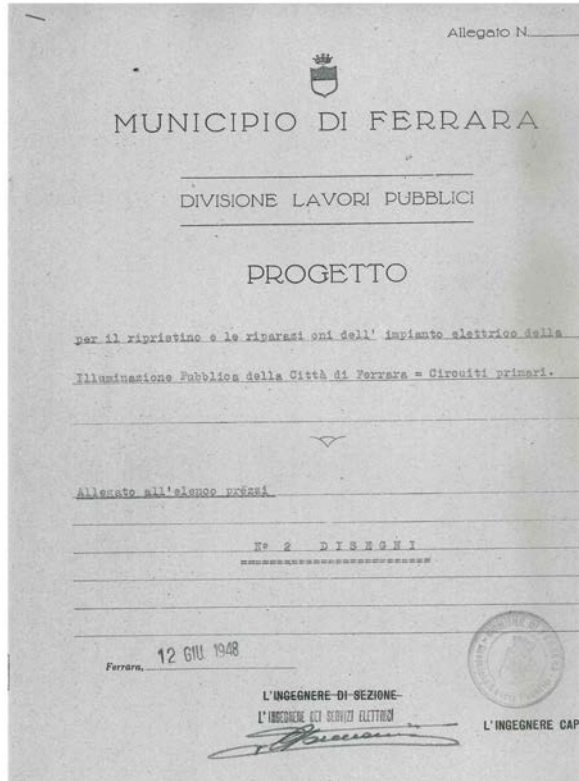 Allegato N.
MUNICIPIO DI FERRARA
DIVISIONE LAVORI PUBBLICI
PROGETTO
per il ripristino e le riparazi oni dell' impianto elettrico della
Illuminazione Pubblica della Città di Ferrara = Circuiti primari.
Allegato all'elenco prezzi
N° 2 DISEGNI
Ferrara, 12 GIU. 1948
L'INGEGNERE DI SEZIONE
L'INGEGNERE DEI SERVIZI ELETTRICI
L'INGEGNERE CAP